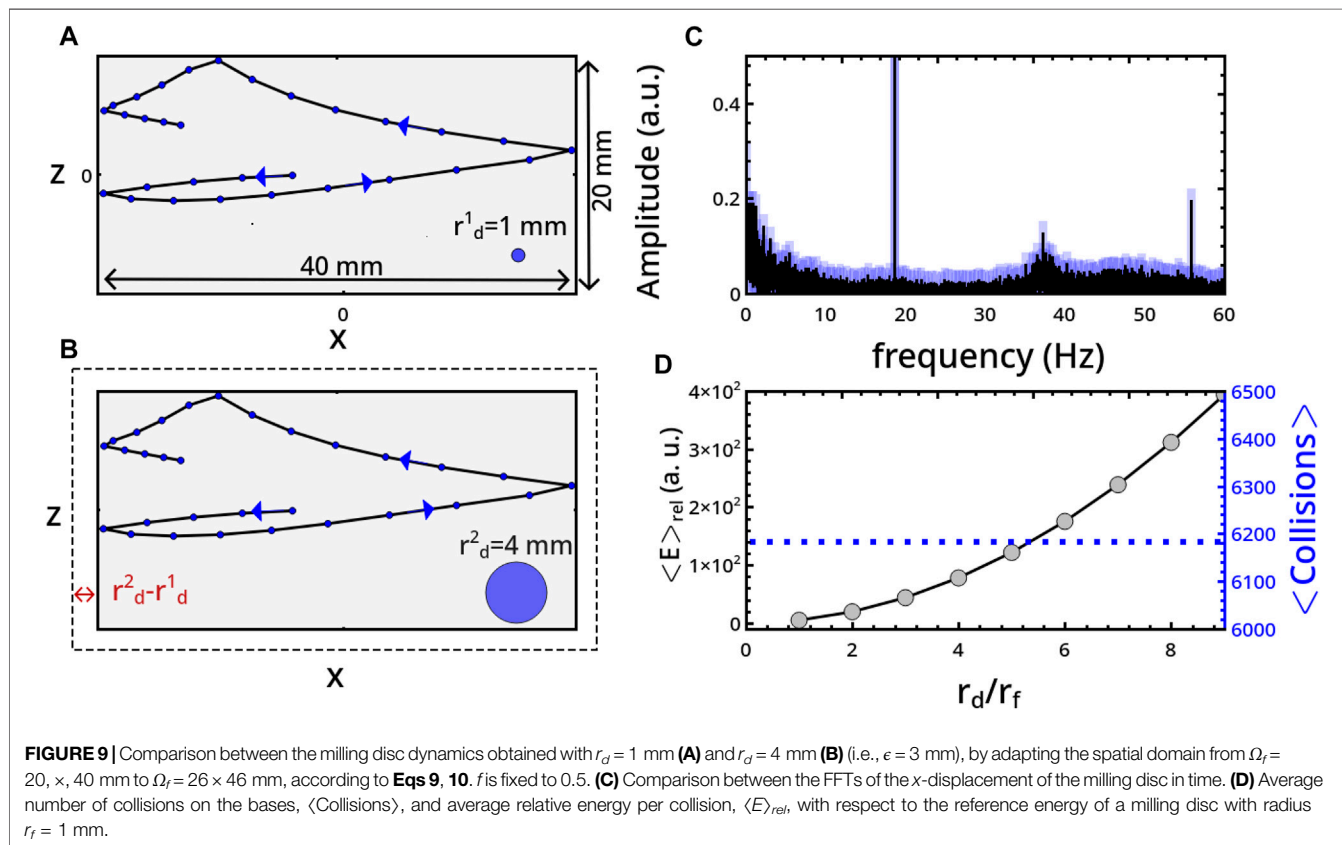 A
Z 0
20 mm
r¹d=1 mm
40 mm
0
X
B
Z
r²d=4 mm
r²d-r¹d
X
C
Amplitude (a.u.)
0.4
0.2
0
0 10 20 30 40 50 60
frequency (Hz)
D
<E>rel (a. u.)
4×10²
3×10²
2×10²
1×10²
0
6500
6400
6300
6200
6100
6000
<Collisions>
0 2 4 6 8
rd/rf
FIGURE 9 | Comparison between the milling disc dynamics obtained with rd = 1 mm (A) and rd = 4 mm (B) (i.e., ϵ = 3 mm), by adapting the spatial domain from Ωf =
20, ×, 40 mm to Ωf = 26 × 46 mm, according to Eqs 9, 10. f is fixed to 0.5. (C) Comparison between the FFTs of the x-displacement of the milling disc in time. (D) Average
number of collisions on the bases, ⟨Collisions⟩, and average relative energy per collision, ⟨E⟩rel, with respect to the reference energy of a milling disc with radius
rf = 1 mm.